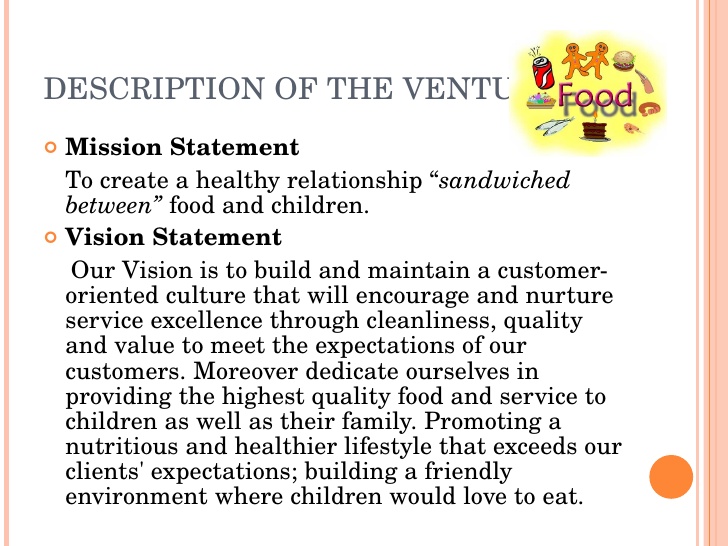 DESCRIPTION OF THE VENTU
Food
Mission Statement
To create a healthy relationship “sandwiched
between” food and children.
Vision Statement
Our Vision is to build and maintain a customer-
oriented culture that will encourage and nurture
service excellence through cleanliness, quality
and value to meet the expectations of our
customers. Moreover dedicate ourselves in
providing the highest quality food and service to
children as well as their family. Promoting a
nutritious and healthier lifestyle that exceeds our
clients' expectations; building a friendly
environment where children would love to eat.